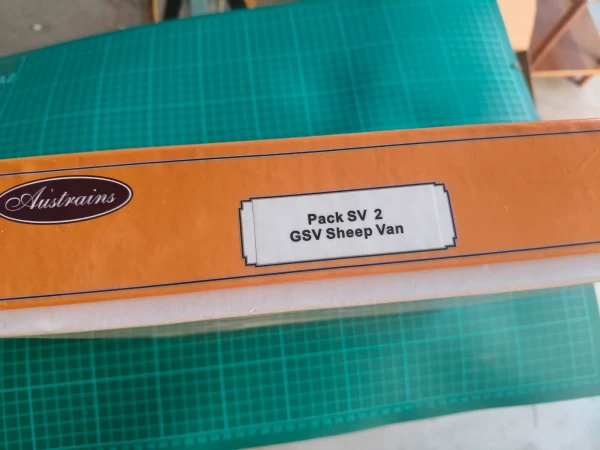 Austrains
Pack SV 2
GSV Sheep Van